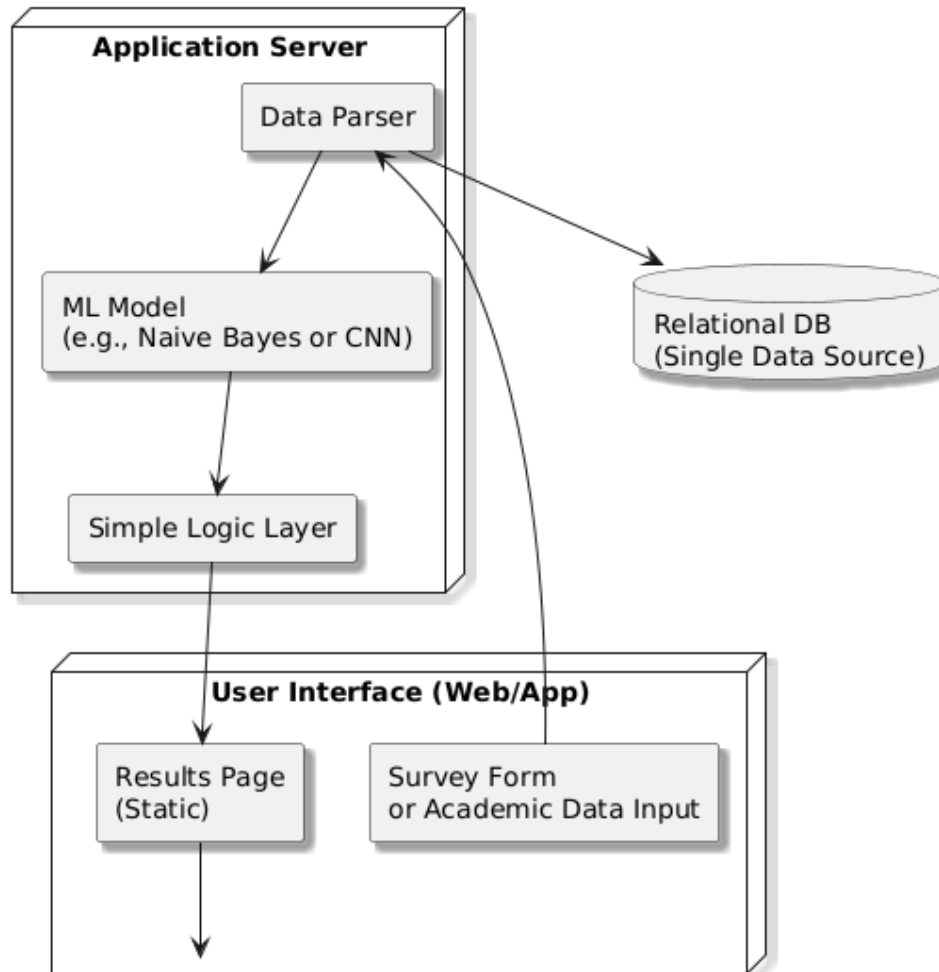 Application Server
Data Parser
ML Model
(e.g., Naive Bayes or CNN)
Relational DB
(Single Data Source)
Simple Logic Layer
User Interface (Web/App)
Results Page
(Static)
Survey Form
or Academic Data Input